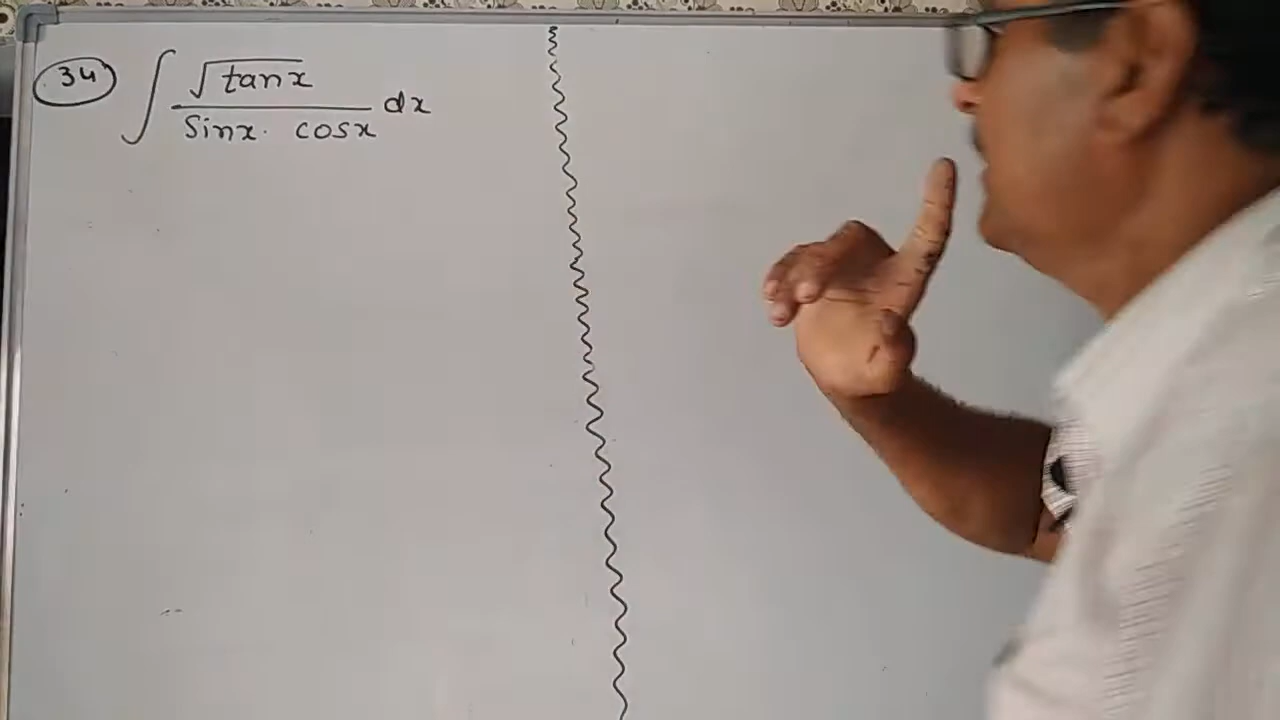 34 ∫ √tanx / sinx. cosx dx